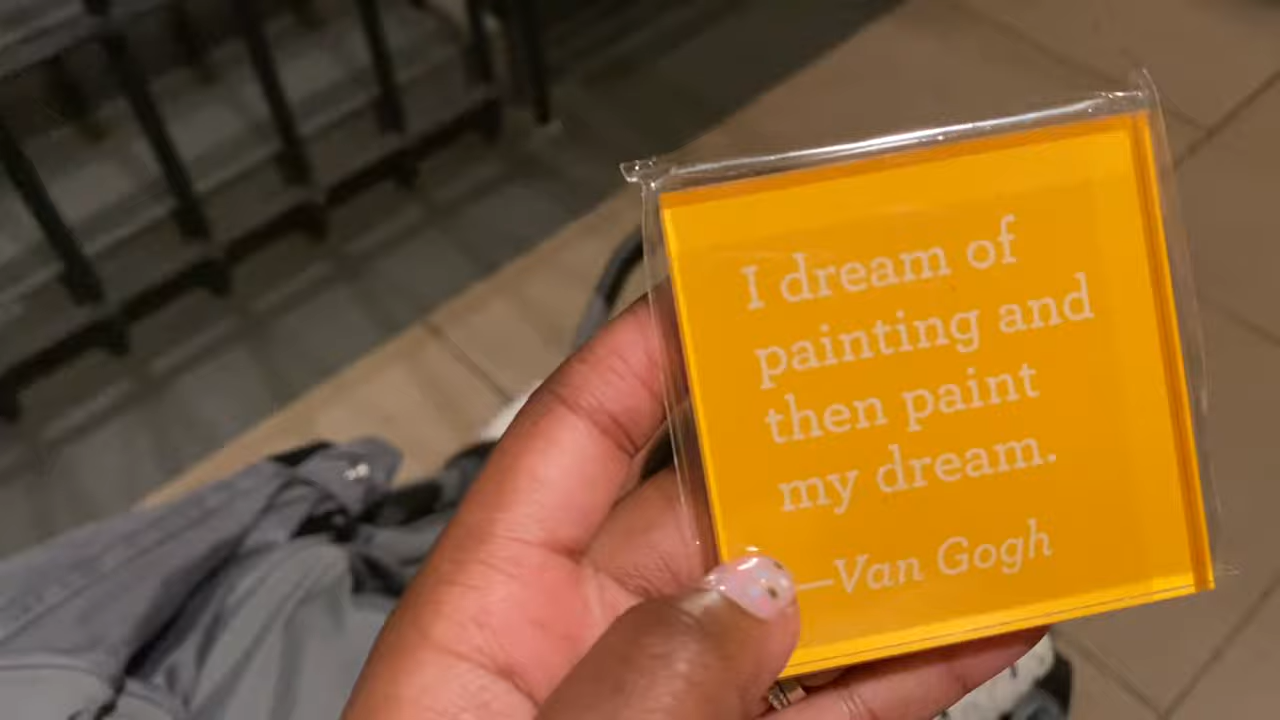 I dream of
painting and
then paint
my dream.
—Van Gogh